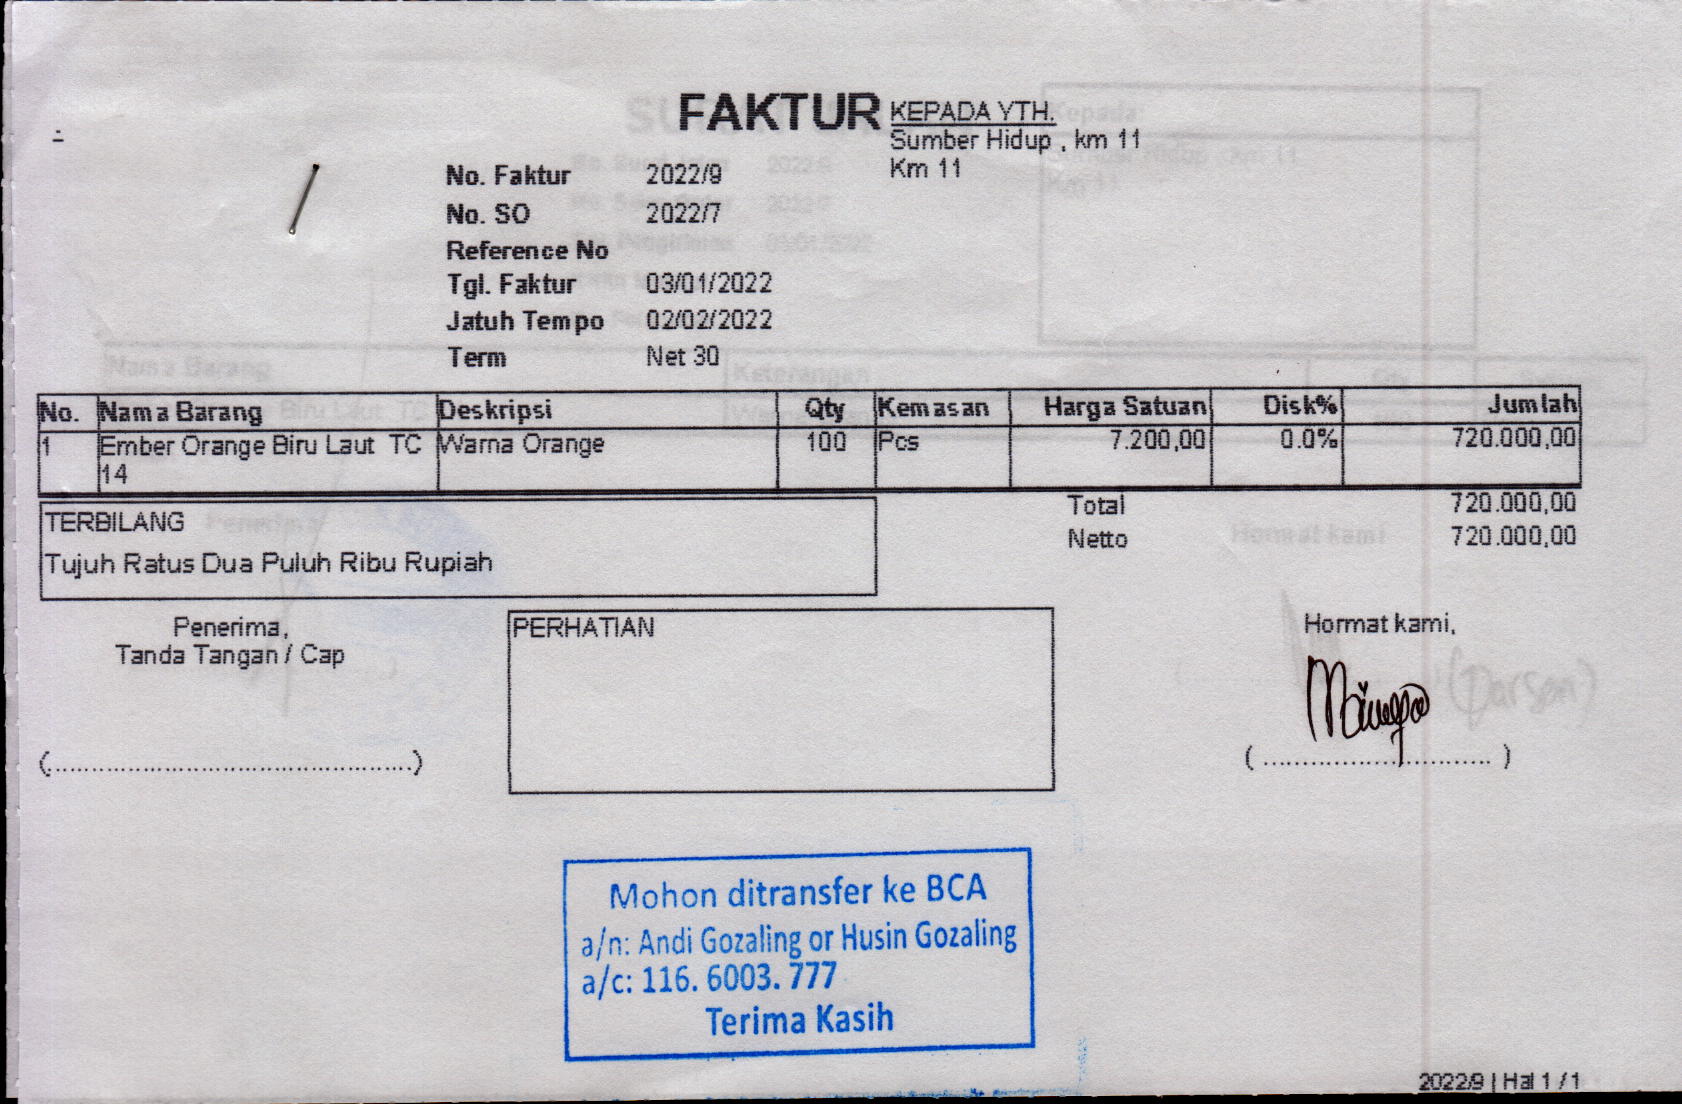 FAKTUR
KEPADA YTH.
Sumber Hidup , km 11
Km 11
:
No. Faktur 2022/9
No. SO 2022/7
Reference No
Tgl. Faktur 03/01/2022
Jatuh Tempo 02/02/2022
Term Net 30
No. Nama Barang Deskripsi Qty Kemasan Harga Satuan Disk% Jumlah
1 Ember Orange Biru Laut TC Warna Orange 100 Pcs 7.200,00 0.0% 720.000,00
14
Total 720.000,00
Netto 720.000,00
TERBILANG
Tujuh Ratus Dua Puluh Ribu Rupiah
Penerima,
Tanda Tangan / Cap
(................................................)
PERHATIAN
Hormat kami,
( ............................. )
Mohon ditransfer ke BCA
a/n: Andi Gozaling or Husin Gozaling
a/c: 116. 6003. 777
Terima Kasih
2022/9 | Hal 1 / 1